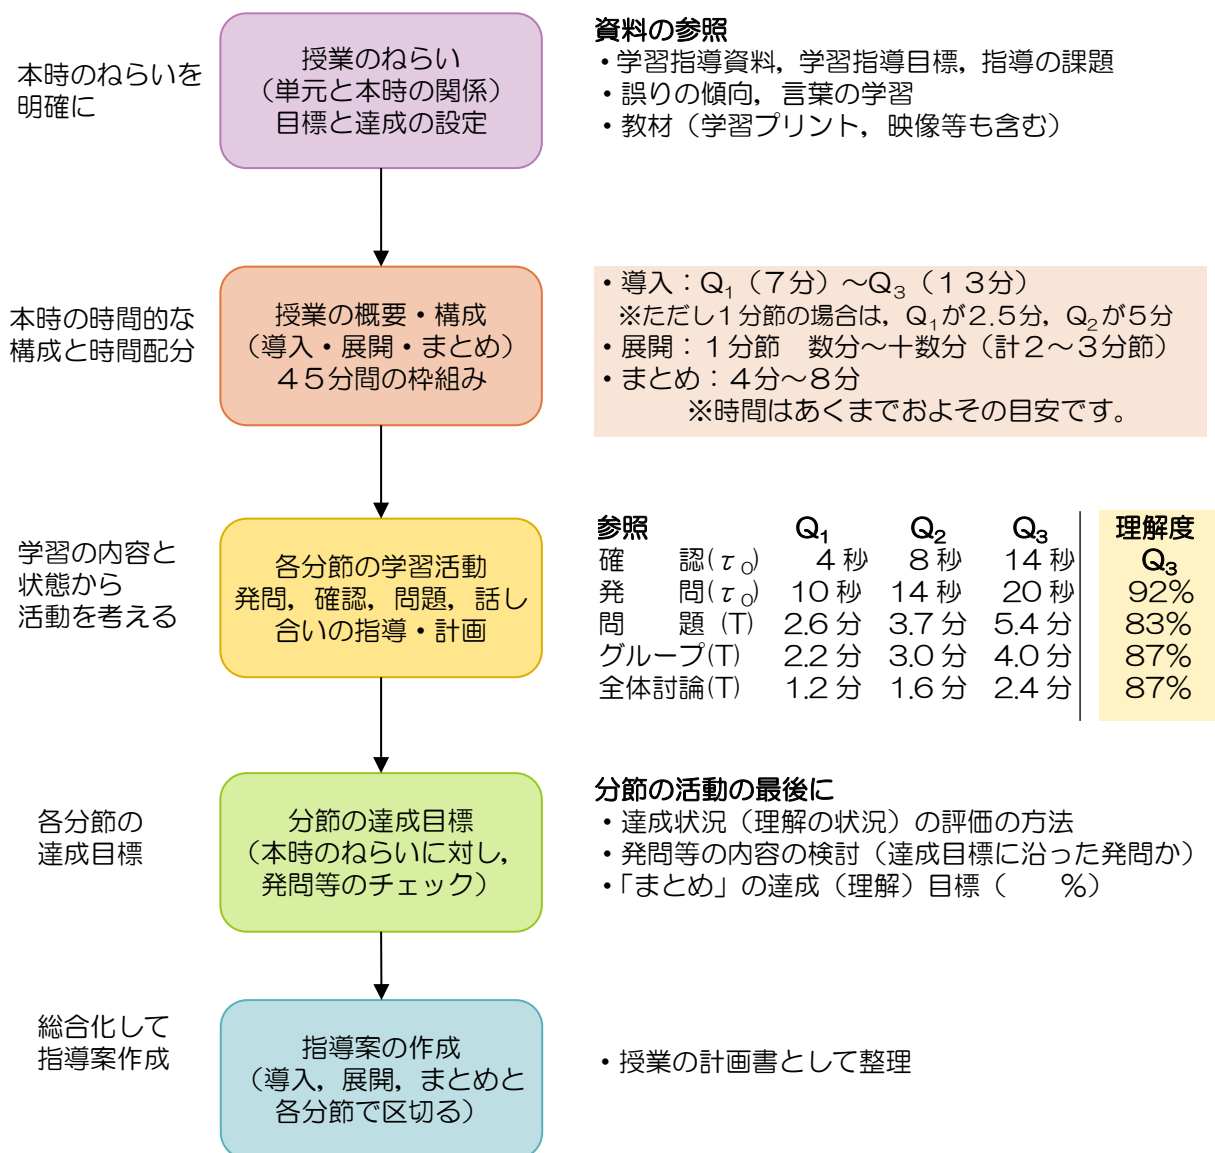 本時のねらいを
明確に
授業のねらい
（単元と本時の関係）
目標と達成の設定
資料の参照
・学習指導資料，学習指導目標，指導の課題
・誤りの傾向，言葉の学習
・教材（学習プリント，映像等も含む）
本時の時間的な
構成と時間配分
授業の概要・構成
（導入・展開・まとめ）
４５分間の枠組み
・導入：Q₁（７分）～Q₃（１３分）
※ただし１分節の場合は，Q₁が2.5分，Q₂が5分
・展開：１分節　数分～十数分（計２～３分節）
・まとめ：４分～８分
※時間はあくまでおよその目安です。
学習の内容と
状態から
活動を考える
各分節の学習活動
発問，確認，問題，話し
合いの指導・計画
参照 Q₁ Q₂ Q₃ 理解度
確　認(τ₀) 4秒 8秒 14秒 Q₃
発　問(τ₀) 10秒 14秒 20秒 92%
問　題(T) 2.6分 3.7分 5.4分 83%
グループ(T) 2.2分 3.0分 4.0分 87%
全体討論(T) 1.2分 1.6分 2.4分 87%
各分節の
達成目標
分節の達成目標
（本時のねらいに対し，
発問等のチェック）
分節の活動の最後に
・達成状況（理解の状況）の評価の方法
・発問等の内容の検討（達成目標に沿った発問か）
・「まとめ」の達成（理解）目標（　　％）
総合化して
指導案作成
指導案の作成
（導入，展開，まとめと
各分節で区切る）
・授業の計画書として整理